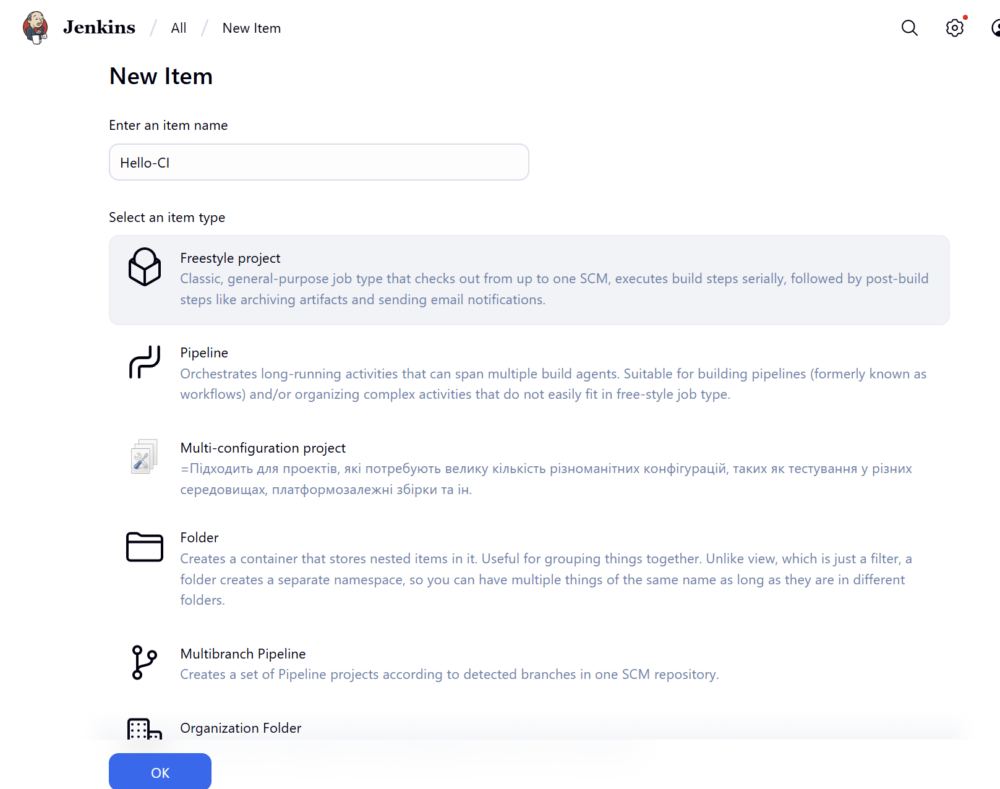 Jenkins / All / New Item
New Item
Enter an item name
Hello-CI
Select an item type
Freestyle project
Classic, general-purpose job type that checks out from up to one SCM, executes build steps serially, followed by post-build
steps like archiving artifacts and sending email notifications.
Pipeline
Orchestrates long-running activities that can span multiple build agents. Suitable for building pipelines (formerly known as
workflows) and/or organizing complex activities that do not easily fit in free-style job type.
Multi-configuration project
=Підходить для проектів, які потребують велику кількість різноманітних конфігурацій, таких як тестування у різних
середовищах, платформозалежні збірки та ін.
Folder
Creates a container that stores nested items in it. Useful for grouping things together. Unlike view, which is just a filter, a
folder creates a separate namespace, so you can have multiple things of the same name as long as they are in different
folders.
Multibranch Pipeline
Creates a set of Pipeline projects according to detected branches in one SCM repository.
Organization Folder
OK